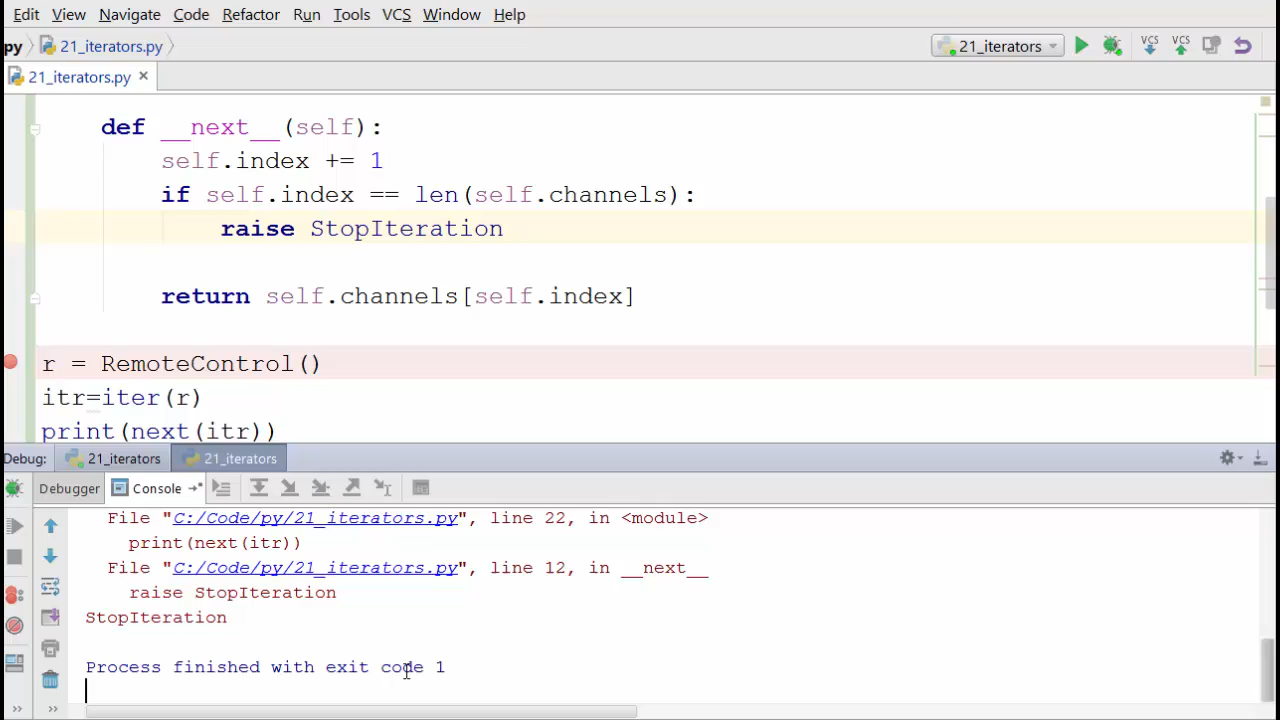 Edit View Navigate Code Refactor Run Tools VCS Window Help
py 21_iterators.py 21_iterators VCS VCS
21_iterators.py ×
def __next__(self):
self.index += 1
if self.index == len(self.channels):
raise StopIteration
return self.channels[self.index]
r = RemoteControl()
itr=iter(r)
print(next(itr))
Debug: 21_iterators 21_iterators
Debugger Console
File "C:/Code/py/21_iterators.py", line 22, in <module>
print(next(itr))
File "C:/Code/py/21_iterators.py", line 12, in __next__
raise StopIteration
StopIteration
Process finished with exit code 1